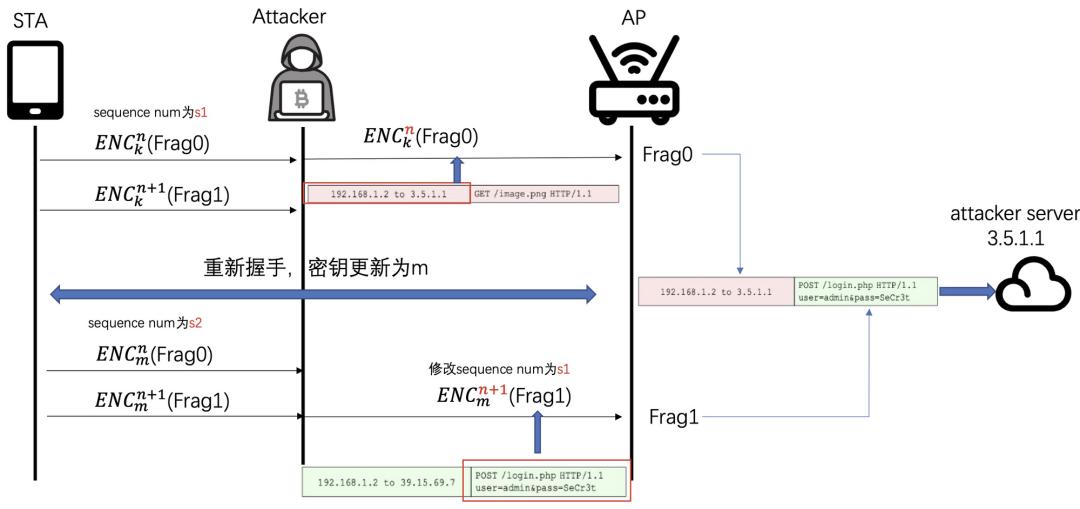 STA
Attacker
AP
sequence num为s1
ENC_k^n(Frag0)
ENC_k^n(Frag0)
Frag0
ENC_k^{n+1}(Frag1)
192.168.1.2 to 3.5.1.1
GET /image.png HTTP/1.1
attacker server
3.5.1.1
重新握手，密钥更新为m
192.168.1.2 to 3.5.1.1
POST /login.php HTTP/1.1
user=admin&pass=SeCr3t
sequence num为s2
ENC_m^n(Frag0)
修改sequence num为s1
ENC_m^{n+1}(Frag1)
ENC_m^{n+1}(Frag1)
Frag1
192.168.1.2 to 39.15.69.7
POST /login.php HTTP/1.1
user=admin&pass=SeCr3t